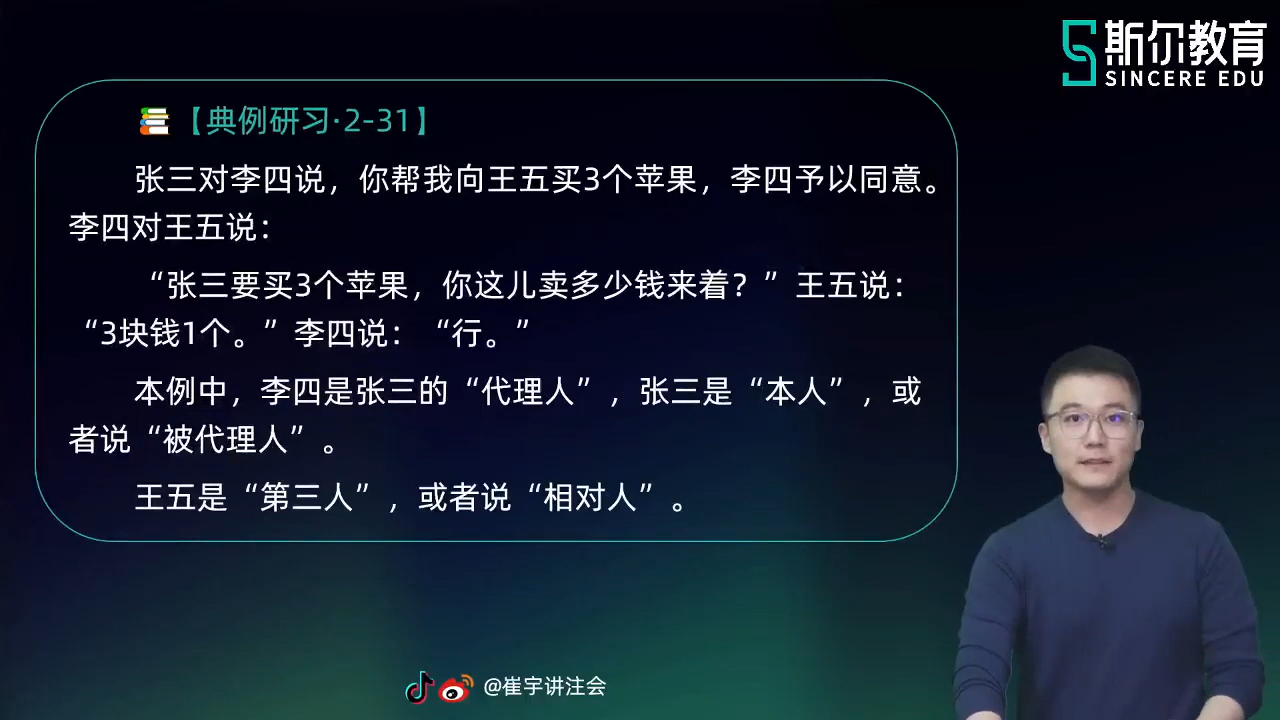 斯尔教育
SINCERE EDU
【典例研习·2-31】
张三对李四说，你帮我向王五买3个苹果，李四予以同意。
李四对王五说：
“张三要买3个苹果，你这儿卖多少钱来着？”王五说：
“3块钱1个。”李四说：“行。”
本例中，李四是张三的“代理人”，张三是“本人”，或
者说“被代理人”。
王五是“第三人”，或者说“相对人”。
@崔宇讲注会